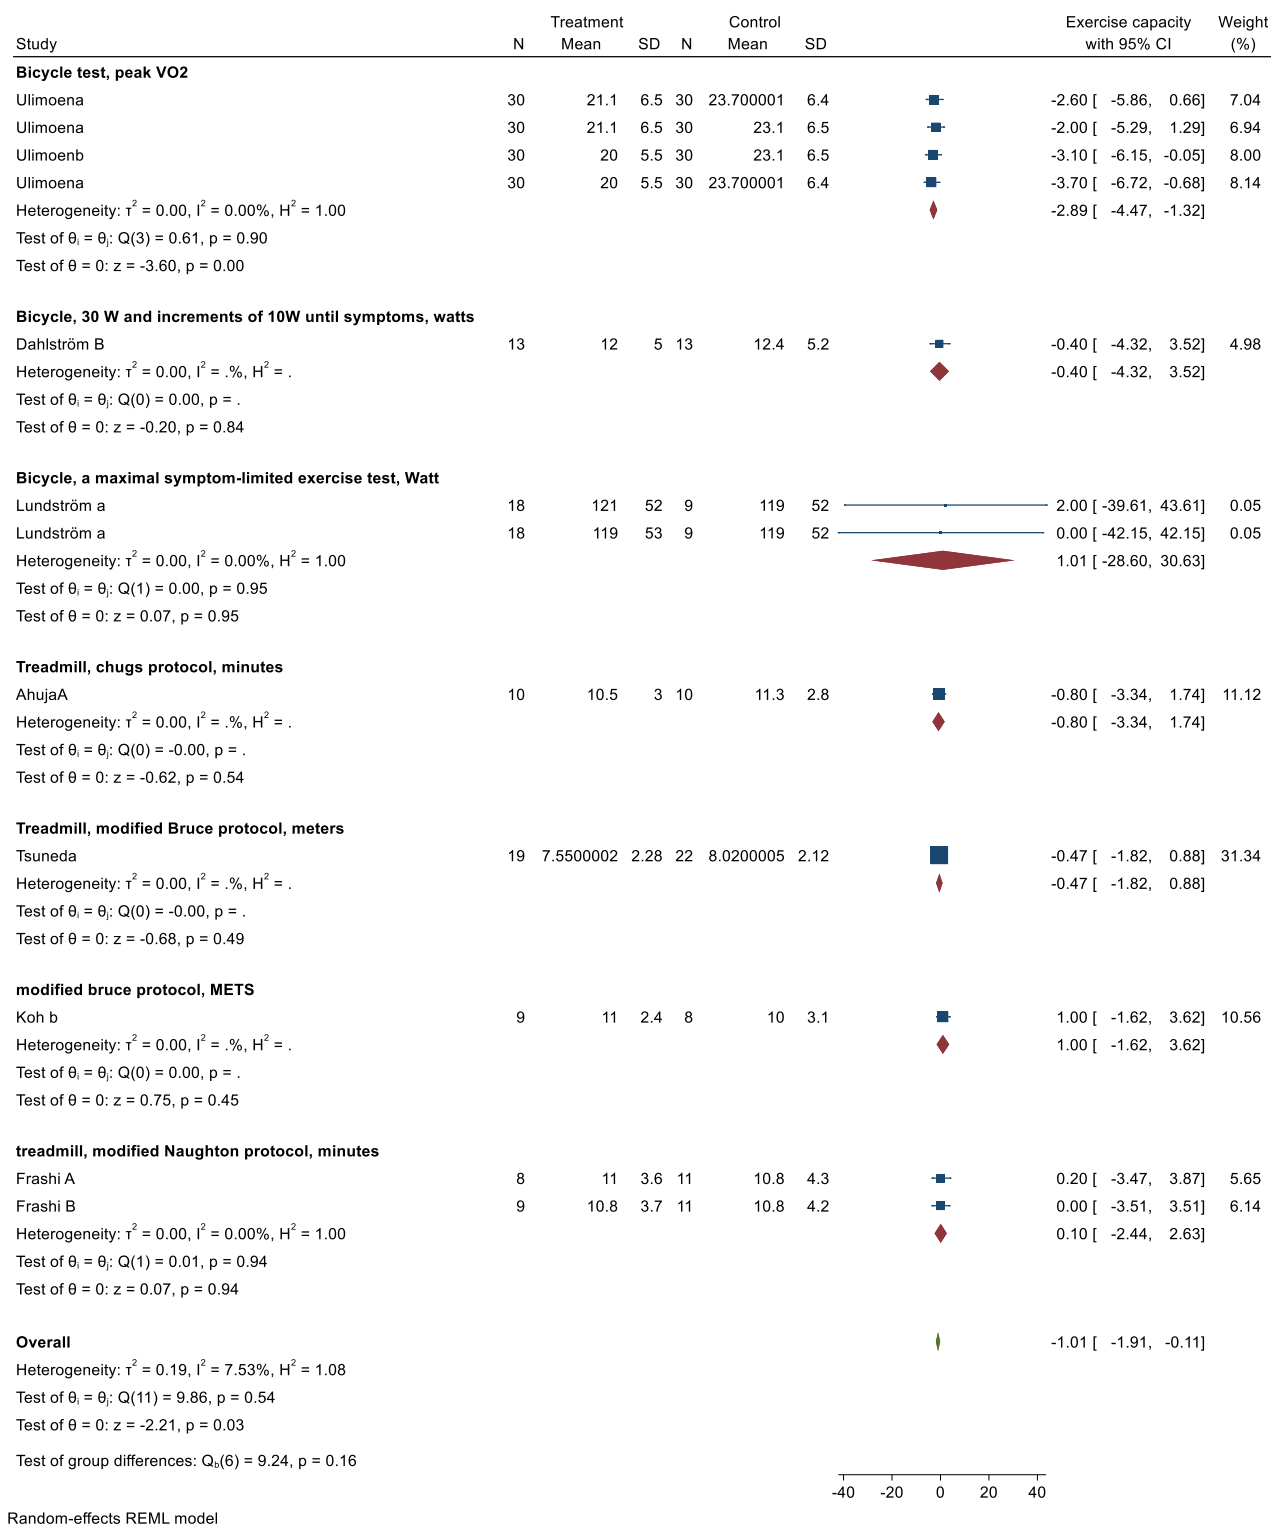 Treatment Control Exercise capacity Weight
Study N Mean SD N Mean SD with 95% CI (%)
Bicycle test, peak VO2
Ulimoena 30 21.1 6.5 30 23.700001 6.4 -2.60 [ -5.86, 0.66] 7.04
Ulimoena 30 21.1 6.5 30 23.1 6.5 -2.00 [ -5.29, 1.29] 6.94
Ulimoenb 30 20 5.5 30 23.1 6.5 -3.10 [ -6.15, -0.05] 8.00
Ulimoena 30 20 5.5 30 23.700001 6.4 -3.70 [ -6.72, -0.68] 8.14
Heterogeneity: τ² = 0.00, I² = 0.00%, H² = 1.00 -2.89 [ -4.47, -1.32]
Test of θᵢ = θⱼ: Q(3) = 0.61, p = 0.90
Test of θ = 0: z = -3.60, p = 0.00
Bicycle, 30 W and increments of 10W until symptoms, watts
Dahlström B 13 12 5 13 12.4 5.2 -0.40 [ -4.32, 3.52] 4.98
Heterogeneity: τ² = 0.00, I² = .%, H² = . -0.40 [ -4.32, 3.52]
Test of θᵢ = θⱼ: Q(0) = 0.00, p = .
Test of θ = 0: z = -0.20, p = 0.84
Bicycle, a maximal symptom-limited exercise test, Watt
Lundström a 18 121 52 9 119 52 2.00 [ -39.61, 43.61] 0.05
Lundström a 18 119 53 9 119 52 0.00 [ -42.15, 42.15] 0.05
Heterogeneity: τ² = 0.00, I² = 0.00%, H² = 1.00 1.01 [ -28.60, 30.63]
Test of θᵢ = θⱼ: Q(1) = 0.00, p = 0.95
Test of θ = 0: z = 0.07, p = 0.95
Treadmill, chugs protocol, minutes
AhujaA 10 10.5 3 10 11.3 2.8 -0.80 [ -3.34, 1.74] 11.12
Heterogeneity: τ² = 0.00, I² = .%, H² = . -0.80 [ -3.34, 1.74]
Test of θᵢ = θⱼ: Q(0) = -0.00, p = .
Test of θ = 0: z = -0.62, p = 0.54
Treadmill, modified Bruce protocol, meters
Tsuneda 19 7.5500002 2.28 22 8.0200005 2.12 -0.47 [ -1.82, 0.88] 31.34
Heterogeneity: τ² = 0.00, I² = .%, H² = . -0.47 [ -1.82, 0.88]
Test of θᵢ = θⱼ: Q(0) = -0.00, p = .
Test of θ = 0: z = -0.68, p = 0.49
modified bruce protocol, METS
Koh b 9 11 2.4 8 10 3.1 1.00 [ -1.62, 3.62] 10.56
Heterogeneity: τ² = 0.00, I² = .%, H² = . 1.00 [ -1.62, 3.62]
Test of θᵢ = θⱼ: Q(0) = 0.00, p = .
Test of θ = 0: z = 0.75, p = 0.45
treadmill, modified Naughton protocol, minutes
Frashi A 8 11 3.6 11 10.8 4.3 0.20 [ -3.47, 3.87] 5.65
Frashi B 9 10.8 3.7 11 10.8 4.2 0.00 [ -3.51, 3.51] 6.14
Heterogeneity: τ² = 0.00, I² = 0.00%, H² = 1.00 0.10 [ -2.44, 2.63]
Test of θᵢ = θⱼ: Q(1) = 0.01, p = 0.94
Test of θ = 0: z = 0.07, p = 0.94
Overall -1.01 [ -1.91, -0.11]
Heterogeneity: τ² = 0.19, I² = 7.53%, H² = 1.08
Test of θᵢ = θⱼ: Q(11) = 9.86, p = 0.54
Test of θ = 0: z = -2.21, p = 0.03
Test of group differences: Q_b(6) = 9.24, p = 0.16
-40 -20 0 20 40
Random-effects REML model